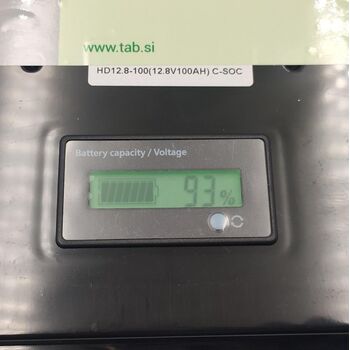 www.tab.si
HD12.8-100(12.8V100AH) C-SOC
Battery capacity / Voltage
93%